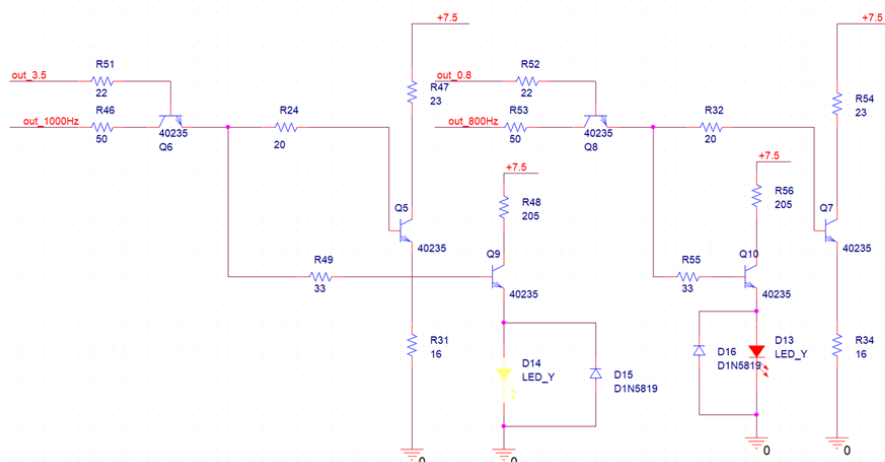 +7.5
+7.5
R51
out_3.5
22
R47
23
R52
out_0.8
22
R54
23
R46
out_1000Hz
50
40235
Q6
R24
20
R53
out_800Hz
50
40235
Q8
R32
20
+7.5
+7.5
R48
205
R56
205
Q5
40235
Q7
40235
R49
33
Q9
40235
R55
33
Q10
40235
R31
16
D14
LED_Y
D15
D1N5819
D16
D1N5819
D13
LED_Y
R34
16
0
0
0
0